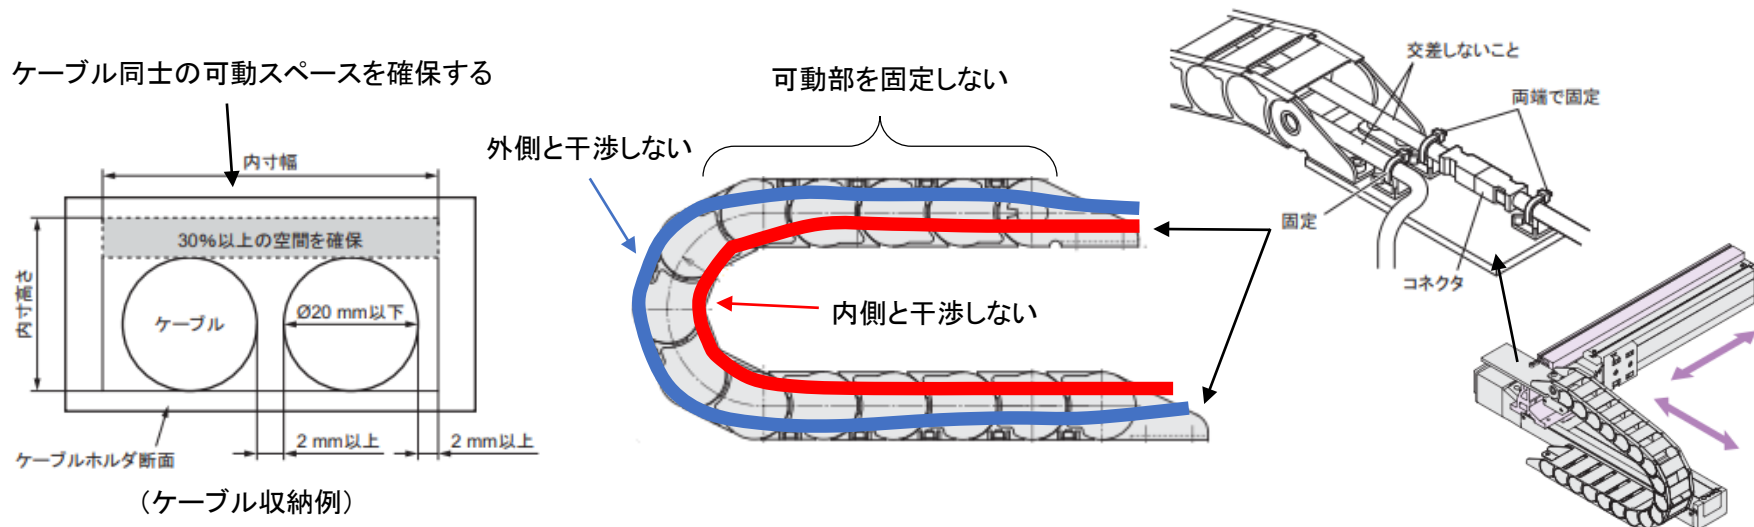 ケーブル同士の可動スペースを確保する
内寸幅
30%以上の空間を確保
内寸高さ
ケーブル
Ø20 mm以下
2 mm以上
2 mm以上
ケーブルホルダ断面
(ケーブル収納例)
可動部を固定しない
外側と干渉しない
内側と干渉しない
交差しないこと
両端で固定
固定
コネクタ